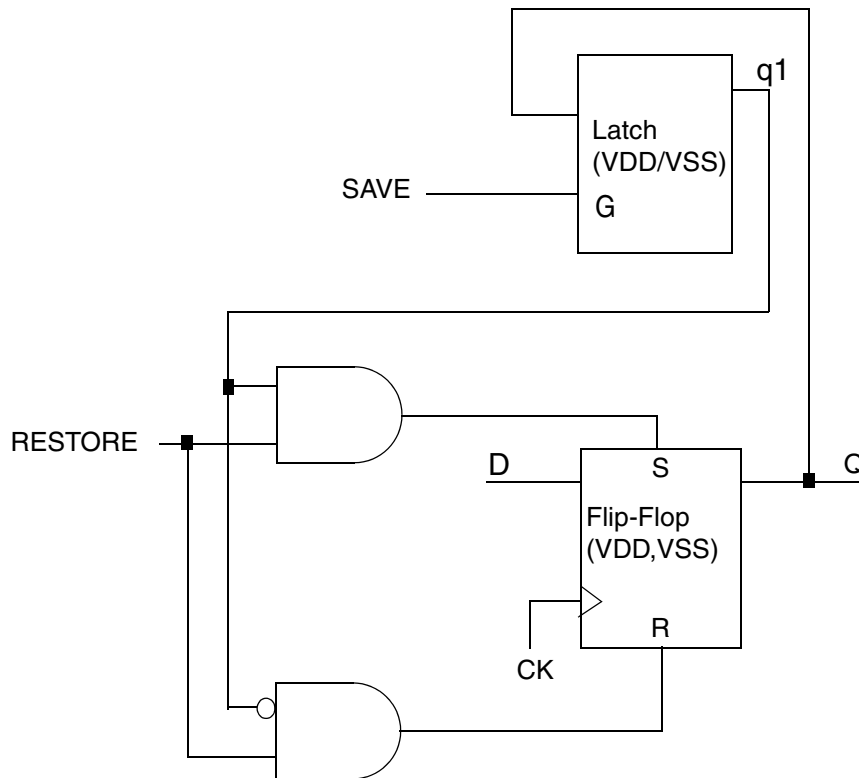 q1
Latch
(VDD/VSS)
SAVE
G
RESTORE
D
S
Q
Flip-Flop
(VDD,VSS)
R
CK